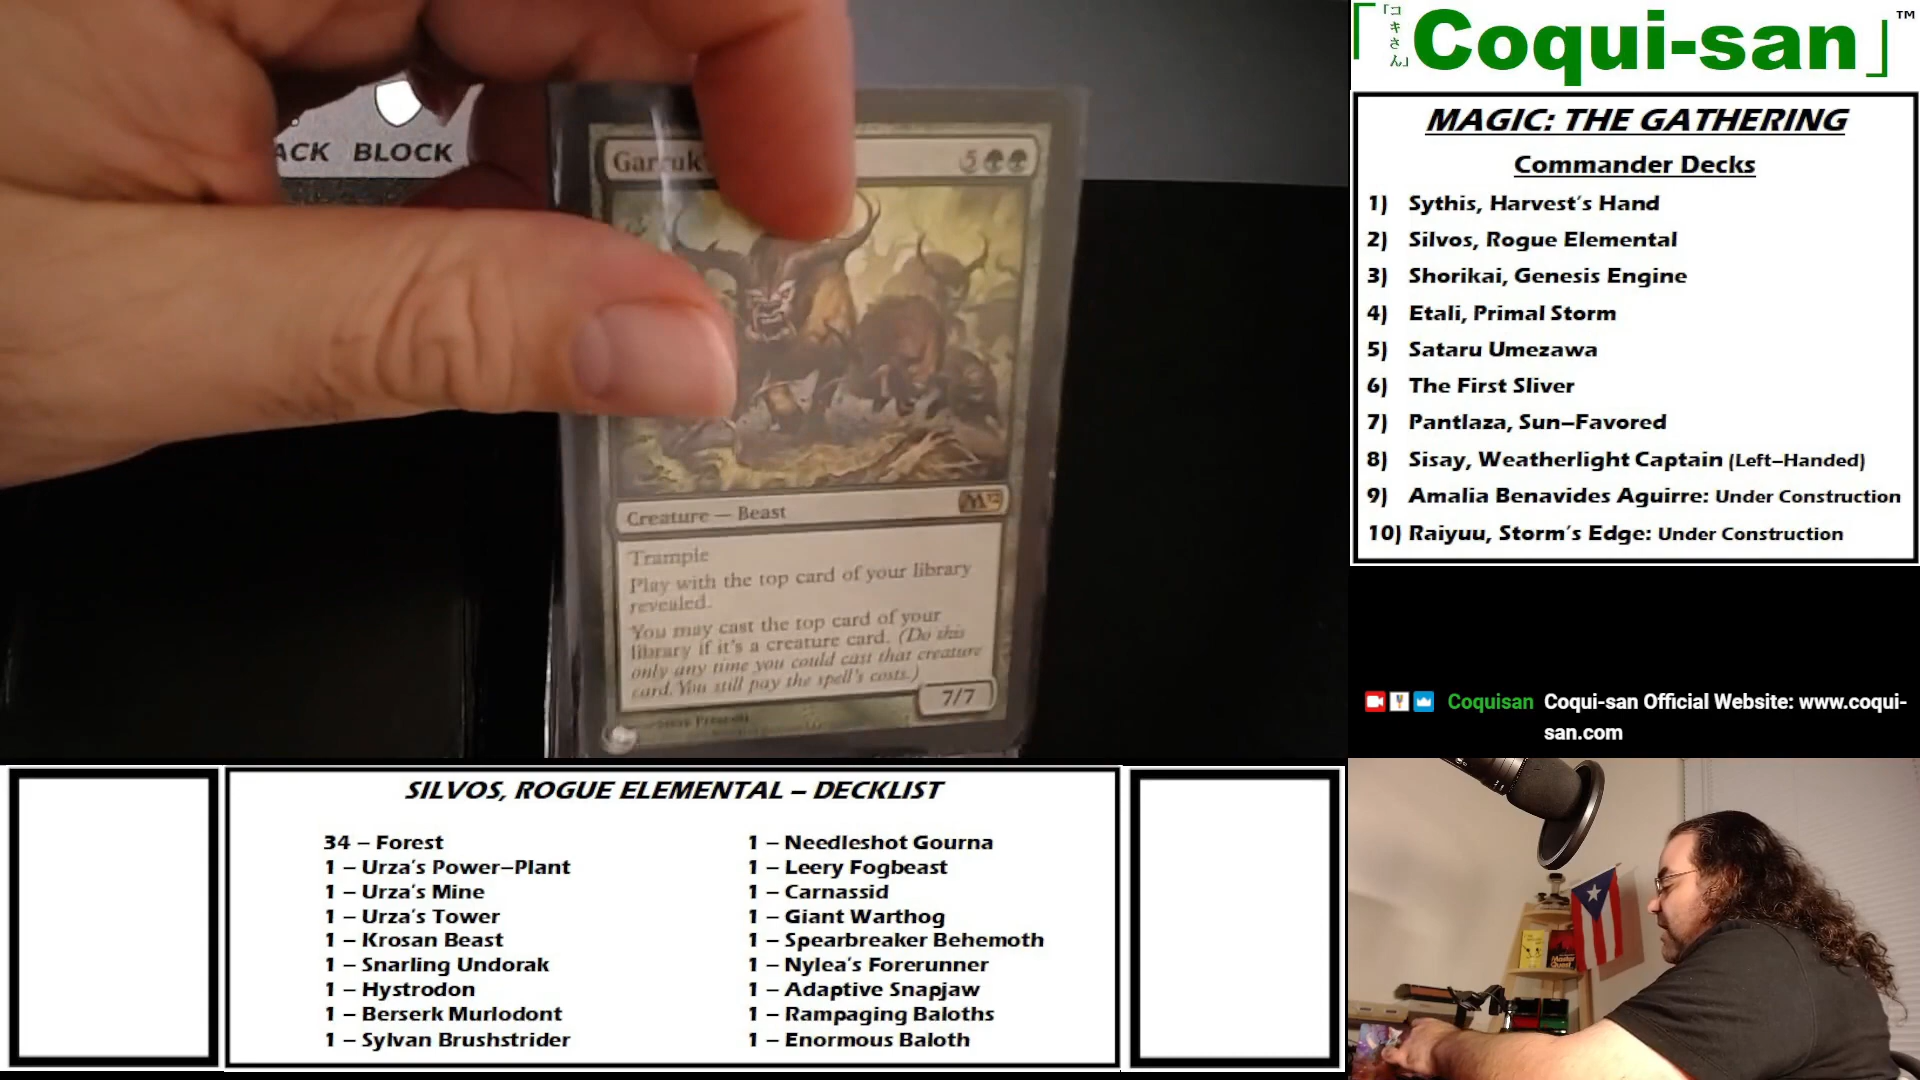 ACK BLOCK
Garruk
5
Creature — Beast
M12
Trample
Play with the top card of your library
revealed.
You may cast the top card of your
library if it's a creature card. (Do this
only any time you could cast that creature
card. You still pay the spell's costs.)
7/7
「コキさん」
「Coqui-san」™
MAGIC: THE GATHERING
Commander Decks
1) Sythis, Harvest's Hand
2) Silvos, Rogue Elemental
3) Shorikai, Genesis Engine
4) Etali, Primal Storm
5) Sataru Umezawa
6) The First Sliver
7) Pantlaza, Sun–Favored
8) Sisay, Weatherlight Captain (Left–Handed)
9) Amalia Benavides Aguirre: Under Construction
10) Raiyuu, Storm's Edge: Under Construction
Coquisan Coqui-san Official Website: www.coqui-
san.com
SILVOS, ROGUE ELEMENTAL – DECKLIST
34 – Forest
1 – Urza's Power–Plant
1 – Urza's Mine
1 – Urza's Tower
1 – Krosan Beast
1 – Snarling Undorak
1 – Hystrodon
1 – Berserk Murlodont
1 – Sylvan Brushstrider
1 – Needleshot Gourna
1 – Leery Fogbeast
1 – Carnassid
1 – Giant Warthog
1 – Spearbreaker Behemoth
1 – Nylea's Forerunner
1 – Adaptive Snapjaw
1 – Rampaging Baloths
1 – Enormous Baloth